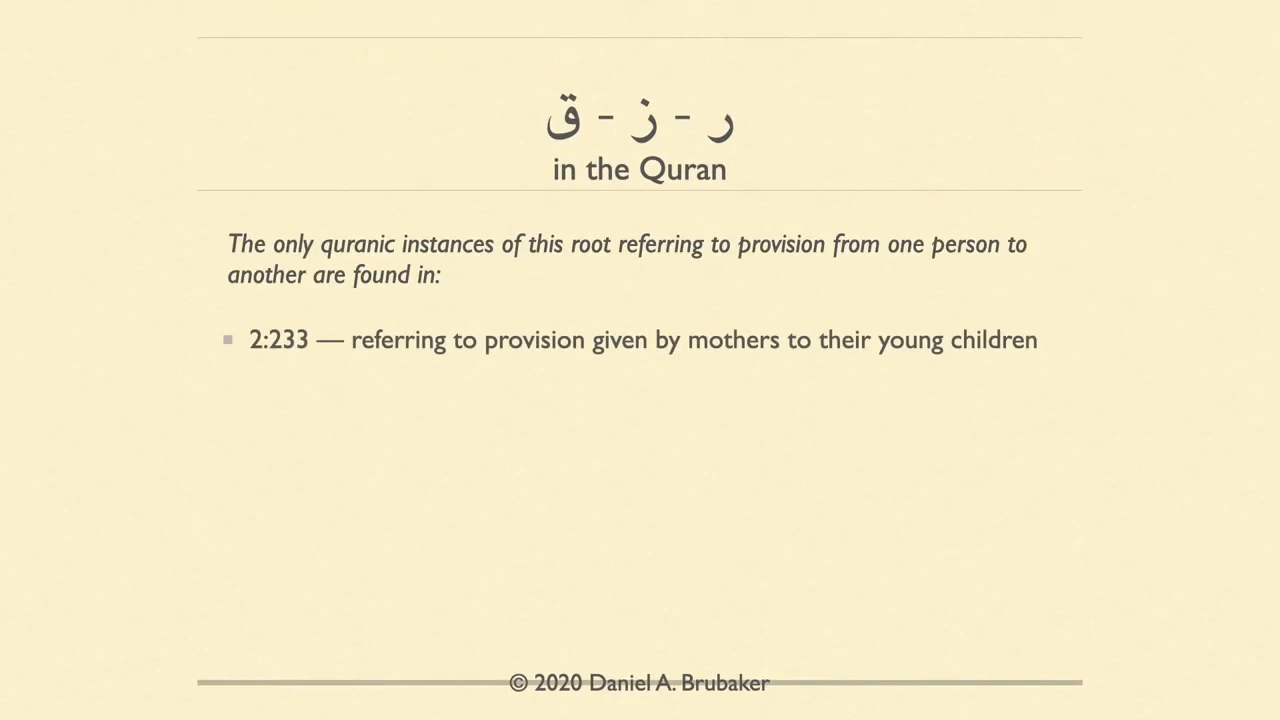 ر - ز - ق
in the Quran
The only quranic instances of this root referring to provision from one person to
another are found in:
▪ 2:233 — referring to provision given by mothers to their young children
© 2020 Daniel A. Brubaker